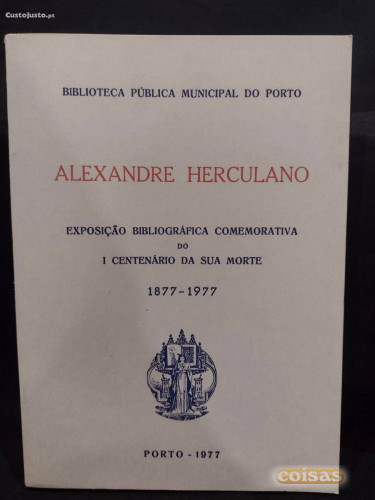 CustoJusto.pt
BIBLIOTECA PÚBLICA MUNICIPAL DO PORTO
ALEXANDRE HERCULANO
EXPOSIÇÃO BIBLIOGRÁFICA COMEMORATIVA
DO
I CENTENÁRIO DA SUA MORTE
1877-1977
PORTO - 1977
coisas